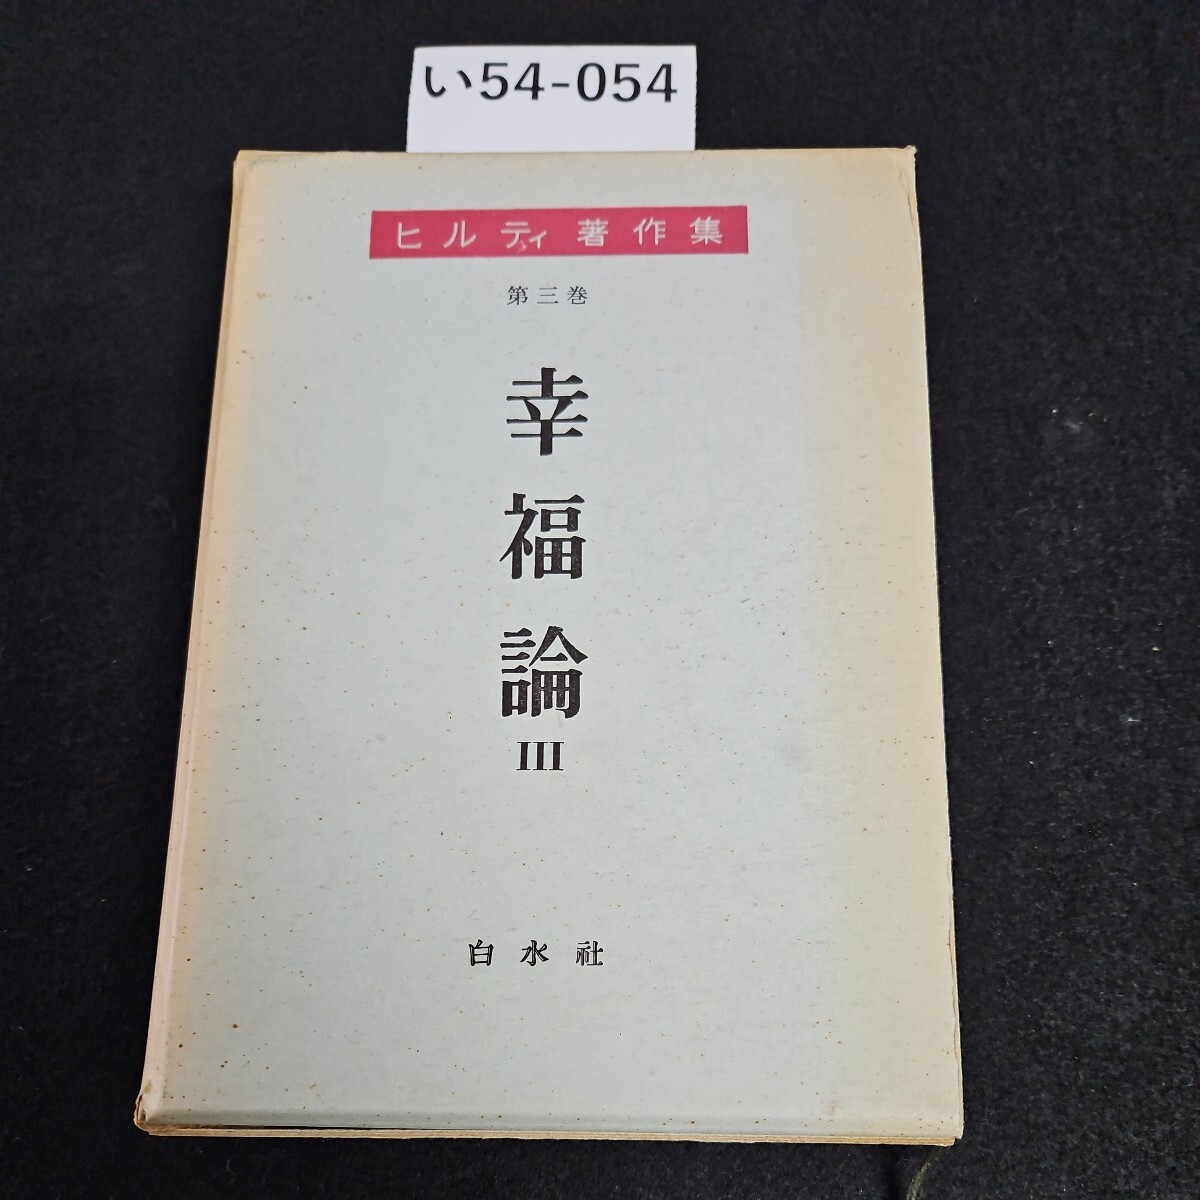 い54-054
ヒルティ著作集
第三巻
幸福論
III
白水社